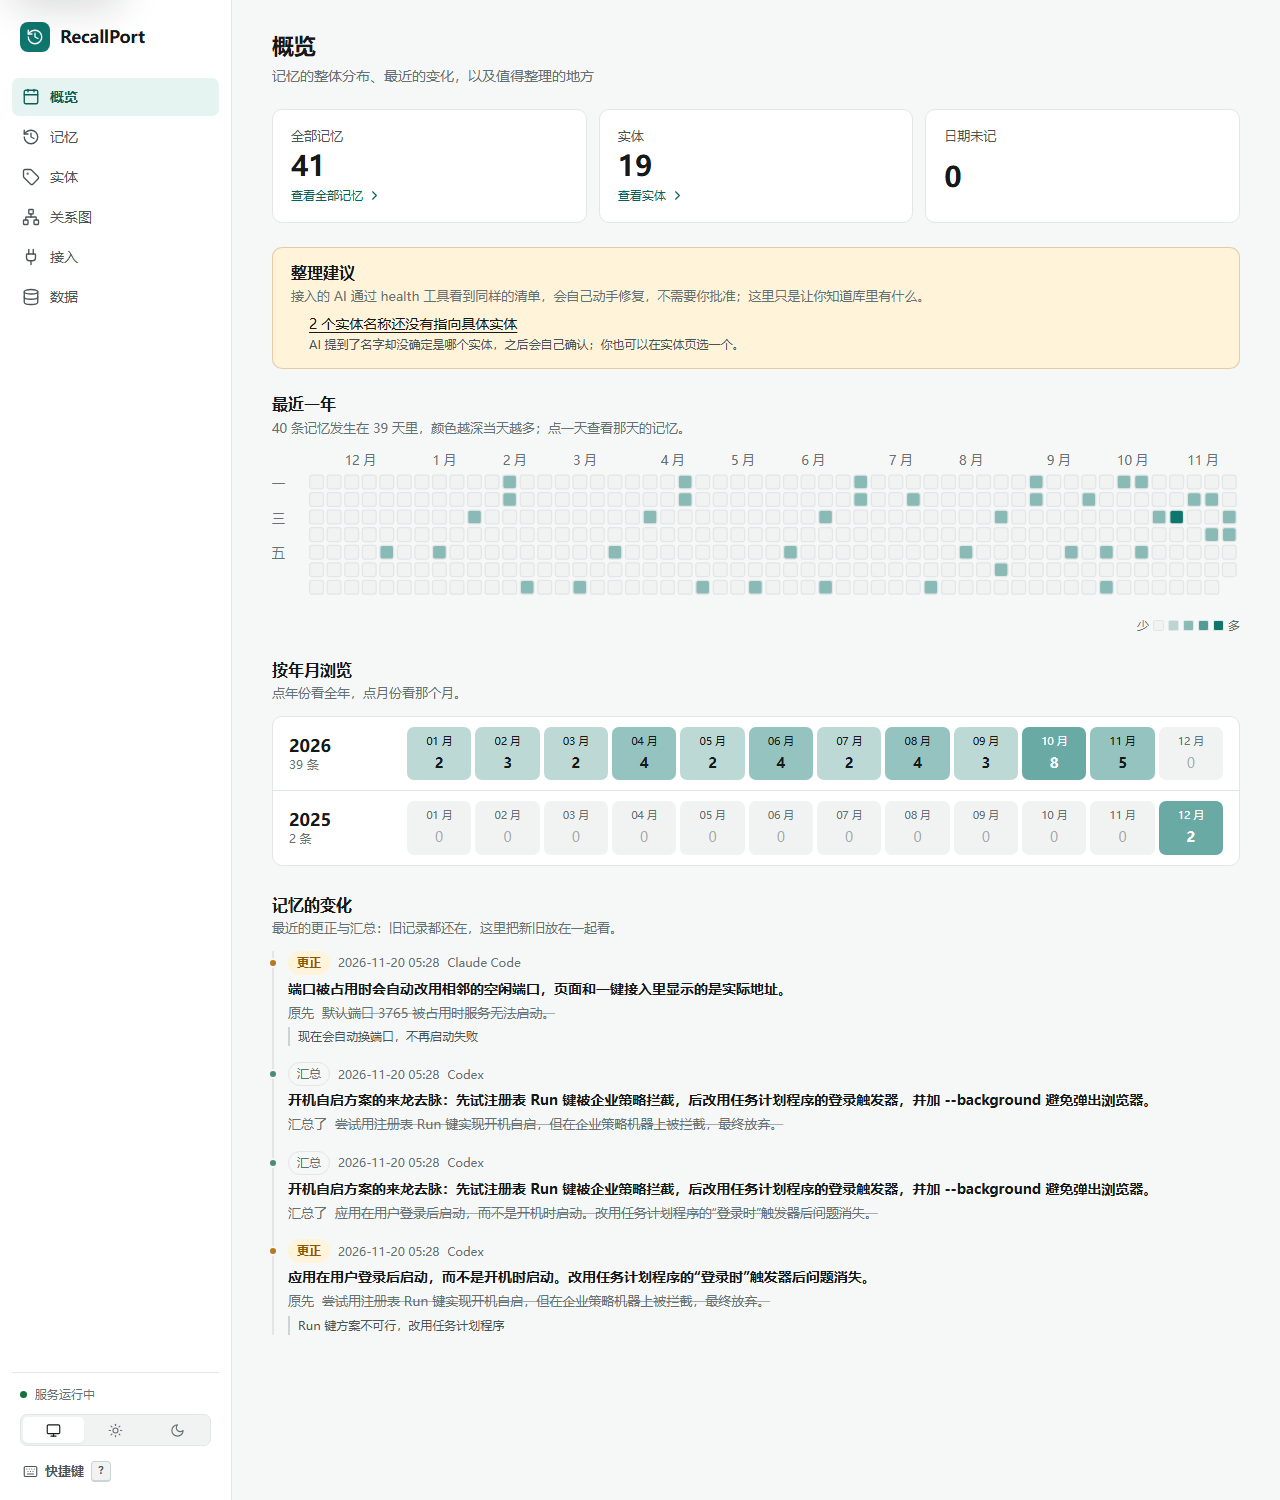 RecallPort
概览
记忆
实体
关系图
接入
数据
服务运行中
快捷键 ?
概览
记忆的整体分布、最近的变化，以及值得整理的地方
全部记忆
41
查看全部记忆
实体
19
查看实体
日期未记
0
整理建议
接入的 AI 通过 health 工具看到同样的清单，会自己动手修复，不需要你批准；这里只是让你知道库里有什么。
2 个实体名称还没有指向具体实体
AI 提到了名字却没确定是哪个实体，之后会自己确认；你也可以在实体页选一个。
最近一年
40 条记忆发生在 39 天里，颜色越深当天越多；点一天查看那天的记忆。
12 月 1 月 2 月 3 月 4 月 5 月 6 月 7 月 8 月 9 月 10 月 11 月
一
三
五
少 多
按年月浏览
点年份看全年，点月份看那个月。
2026
39 条
01 月 02 月 03 月 04 月 05 月 06 月 07 月 08 月 09 月 10 月 11 月 12 月
2 3 2 4 2 4 2 4 3 8 5 0
2025
2 条
01 月 02 月 03 月 04 月 05 月 06 月 07 月 08 月 09 月 10 月 11 月 12 月
0 0 0 0 0 0 0 0 0 0 0 2
记忆的变化
最近的更正与汇总：旧记录都还在，这里把新旧放在一起看。
更正 2026-11-20 05:28 Claude Code
端口被占用时会自动改用相邻的空闲端口，页面和一键接入里显示的是实际地址。
原先 默认端口 3765 被占用时服务无法启动。
现在会自动换端口，不再启动失败
汇总 2026-11-20 05:28 Codex
开机自启方案的来龙去脉：先试注册表 Run 键被企业策略拦截，后改用任务计划程序的登录触发器，并加 --background 避免弹出浏览器。
汇总了 尝试用注册表 Run 键实现开机自启，但在企业策略机器上被拦截，最终放弃。
汇总 2026-11-20 05:28 Codex
开机自启方案的来龙去脉：先试注册表 Run 键被企业策略拦截，后改用任务计划程序的登录触发器，并加 --background 避免弹出浏览器。
汇总了 应用在用户登录后启动，而不是开机时启动。改用任务计划程序的“登录时”触发器后问题消失。
更正 2026-11-20 05:28 Codex
应用在用户登录后启动，而不是开机时启动。改用任务计划程序的“登录时”触发器后问题消失。
原先 尝试用注册表 Run 键实现开机自启，但在企业策略机器上被拦截，最终放弃。
Run 键方案不可行，改用任务计划程序